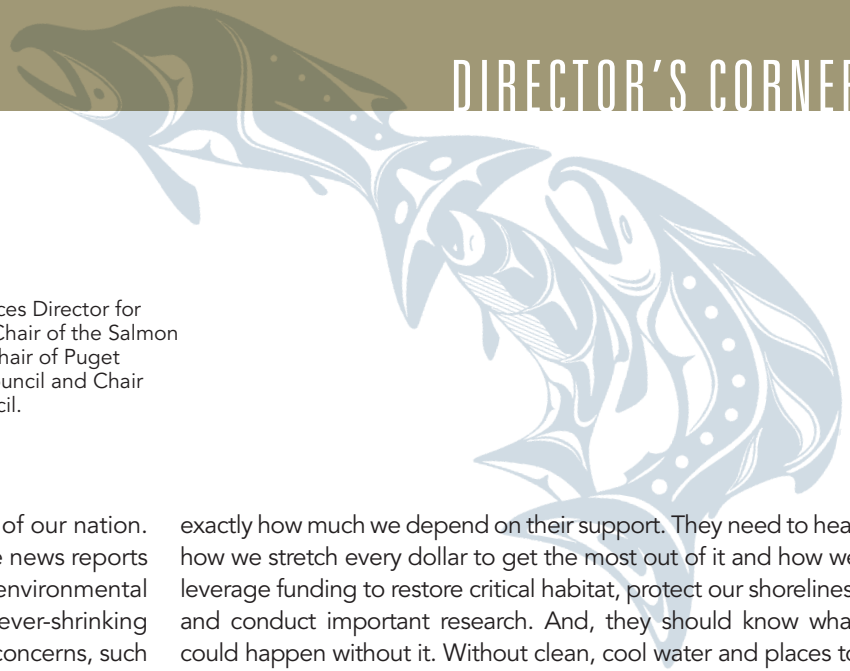 DIRECTOR'S CORNER
ces Director for
Chair of the Salmon
hair of Puget
uncil and Chair
cil.
of our nation.
e news reports
environmental
ever-shrinking
concerns, such
exactly how much we depend on their support. They need to hea
how we stretch every dollar to get the most out of it and how we
leverage funding to restore critical habitat, protect our shorelines
and conduct important research. And, they should know wha
could happen without it. Without clean, cool water and places to